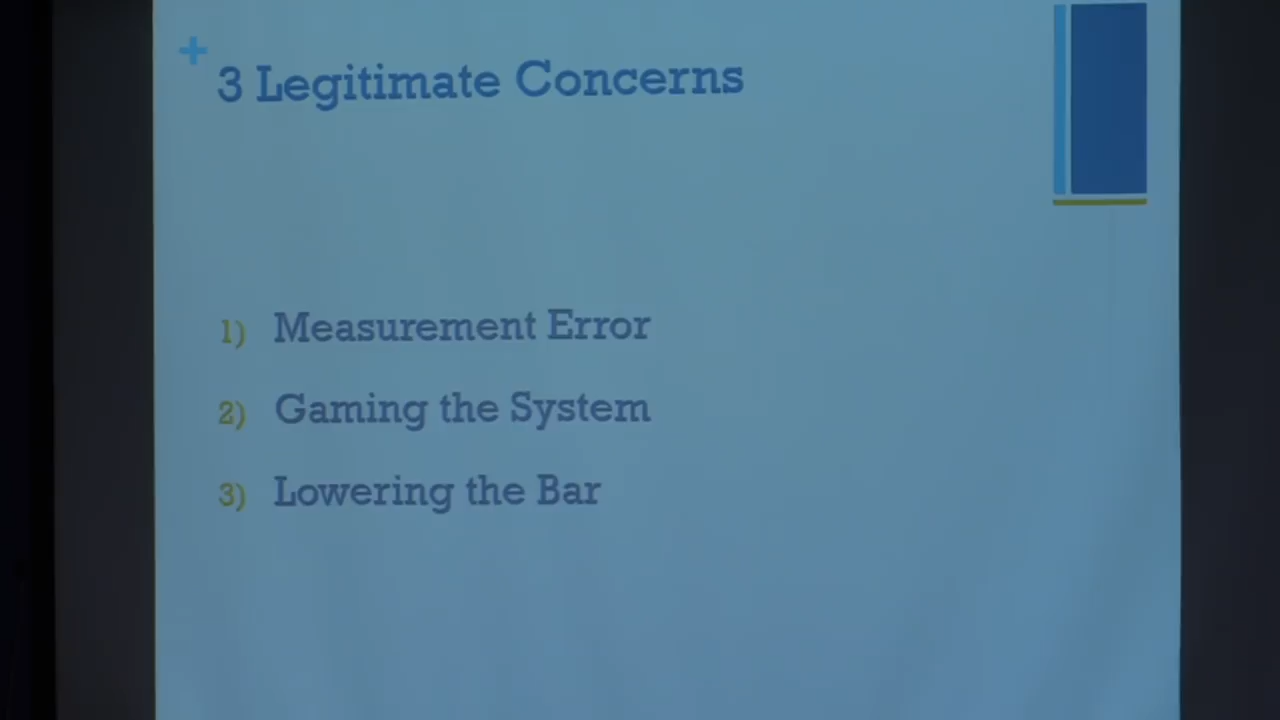 +
3 Legitimate Concerns
1) Measurement Error
2) Gaming the System
3) Lowering the Bar